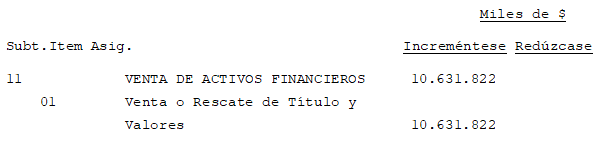 Miles de $
Subt.Item Asig. Increméntese Redúzcase
11 VENTA DE ACTIVOS FINANCIEROS 10.631.822
01 Venta o Rescate de Título y
Valores 10.631.822